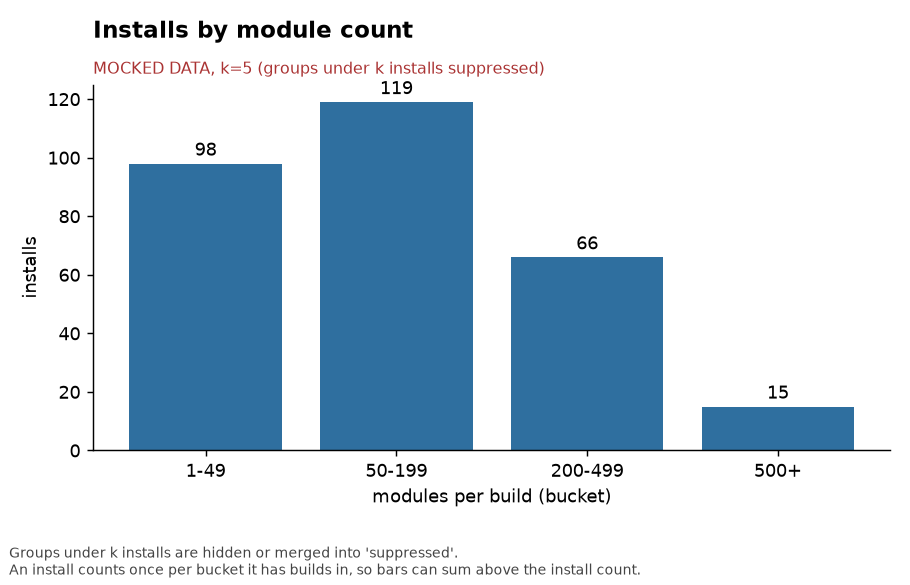 Installs by module count
MOCKED DATA, k=5 (groups under k installs suppressed)
119
120
98
100
80
66
60
40
20
15
0
installs
1-49
50-199
200-499
500+
modules per build (bucket)
Groups under k installs are hidden or merged into 'suppressed'.
An install counts once per bucket it has builds in, so bars can sum above the install count.